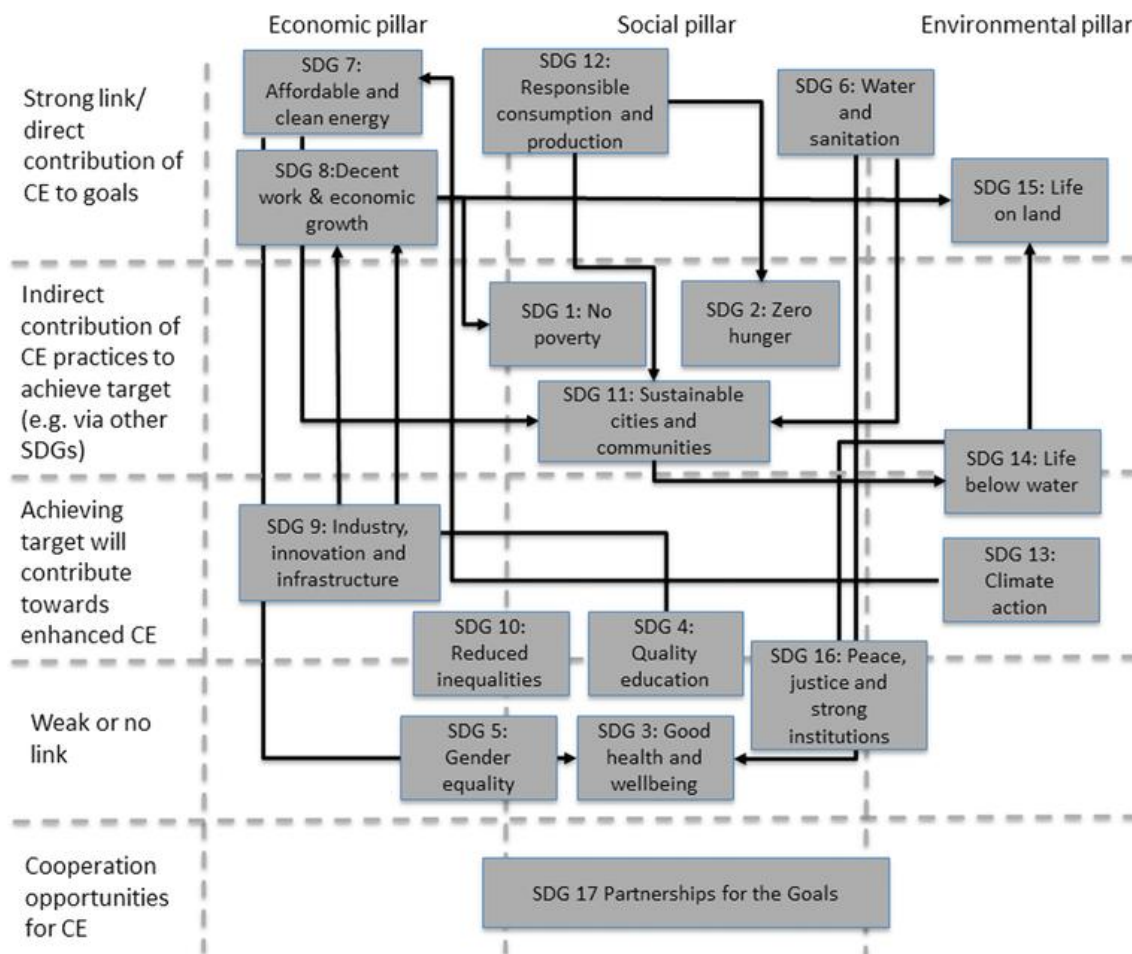 Economic pillar
Social pillar
Environmental pillar
Strong link/
direct
contribution of
CE to goals
SDG 7:
Affordable and
clean energy
SDG 12:
Responsible
consumption and
production
SDG 6: Water
and
sanitation
SDG 8:Decent
work & economic
growth
SDG 15: Life
on land
Indirect
contribution of
CE practices to
achieve target
(e.g. via other
SDGs)
SDG 1: No
poverty
SDG 2: Zero
hunger
SDG 11: Sustainable
cities and
communities
SDG 14: Life
below water
Achieving
target will
contribute
towards
enhanced CE
SDG 9: Industry,
innovation and
infrastructure
SDG 13:
Climate
action
SDG 10:
Reduced
inequalities
SDG 4:
Quality
education
SDG 16: Peace,
justice and
strong
institutions
Weak or no
link
SDG 5:
Gender
equality
SDG 3: Good
health and
wellbeing
Cooperation
opportunities
for CE
SDG 17 Partnerships for the Goals